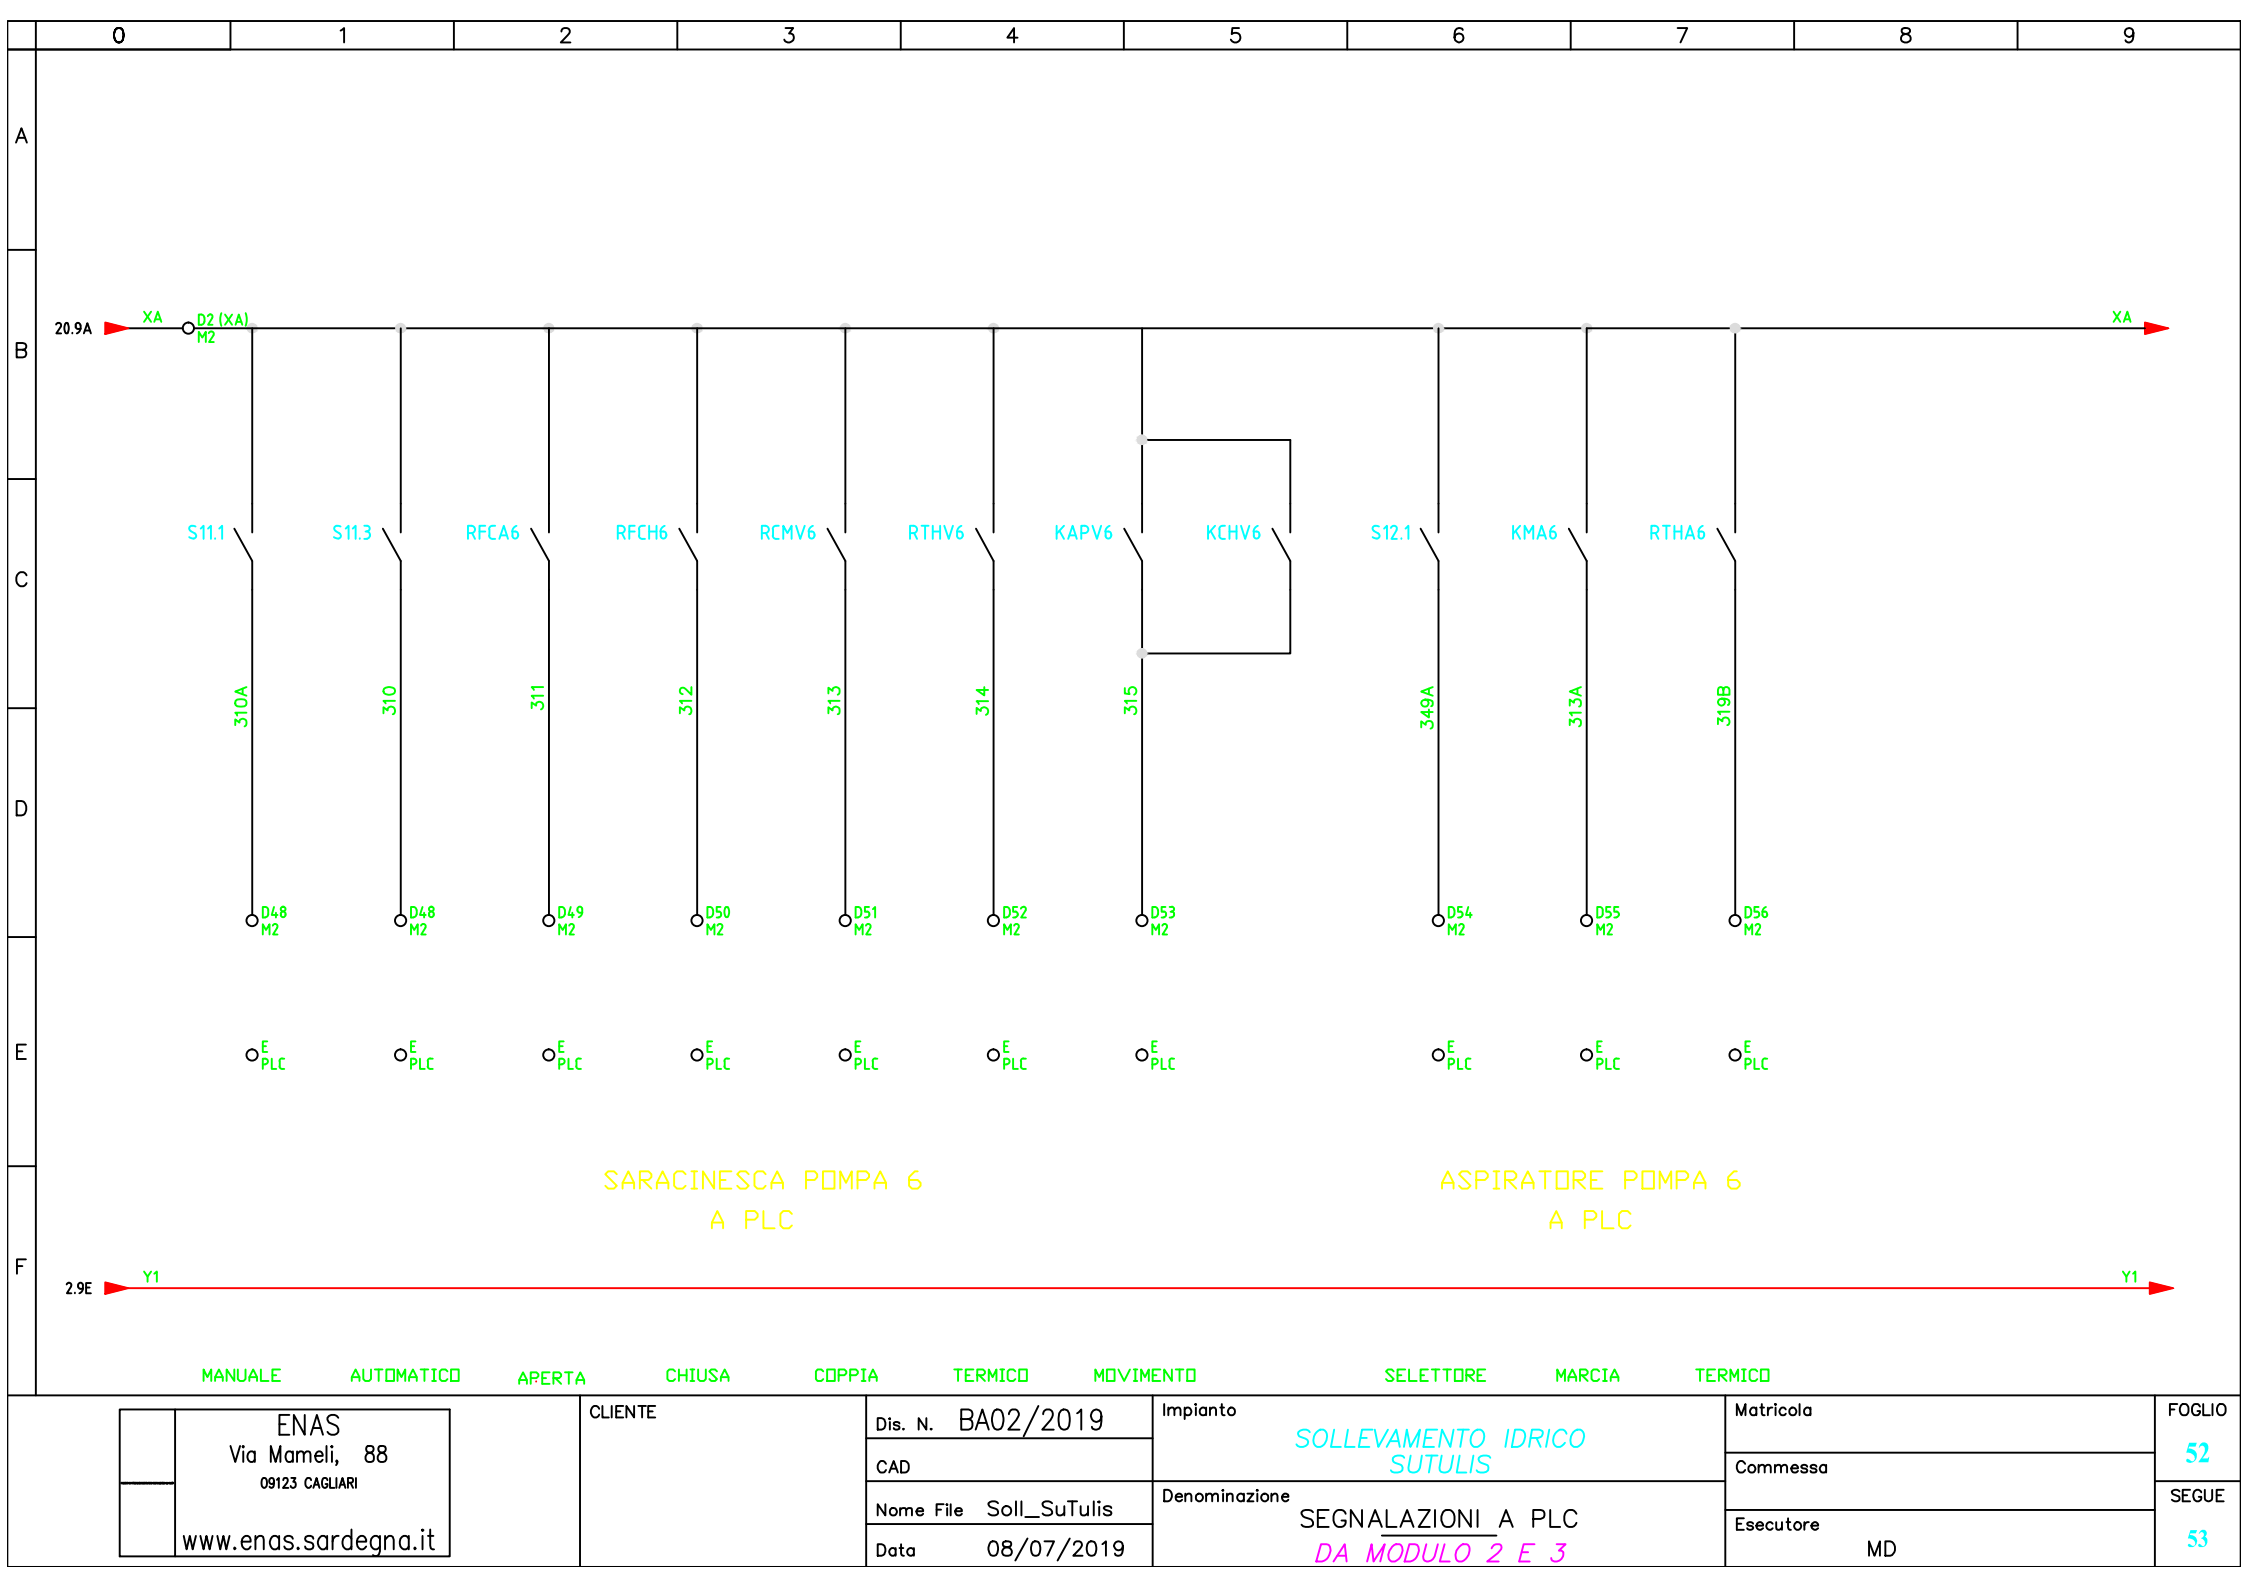 0 1 2 3 4 5 6 7 8 9
A
B
C
D
E
F
20.9A XA D2 (XA) XA
M2
S11.1 S11.3 RFCA6 RFCH6 RCMV6 RTHV6 KAPV6 KCHV6 S12.1 KMA6 RTHA6
310A 310 311 312 313 314 315 349A 313A 319B
D48 D48 D49 D50 D51 D52 D53 D54 D55 D56
M2 M2 M2 M2 M2 M2 M2 M2 M2 M2
E E E E E E E E E E
PLC PLC PLC PLC PLC PLC PLC PLC PLC PLC
SARACINESCA POMPA 6
A PLC
ASPIRATORE POMPA 6
A PLC
2.9E Y1 Y1
MANUALE AUTOMATICO APERTA CHIUSA COPPIA TERMICO MOVIMENTO SELETTORE MARCIA TERMICO
ENAS
Via Mameli, 88
09123 CAGLIARI
www.enas.sardegna.it
CLIENTE
Dis. N. BA02/2019
CAD
Nome File Soll_SuTulis
Data 08/07/2019
Impianto
SOLLEVAMENTO IDRICO
SUTULIS
Denominazione
SEGNALAZIONI A PLC
DA MODULO 2 E 3
Matricola
Commessa
Esecutore
MD
FOGLIO
52
SEGUE
53